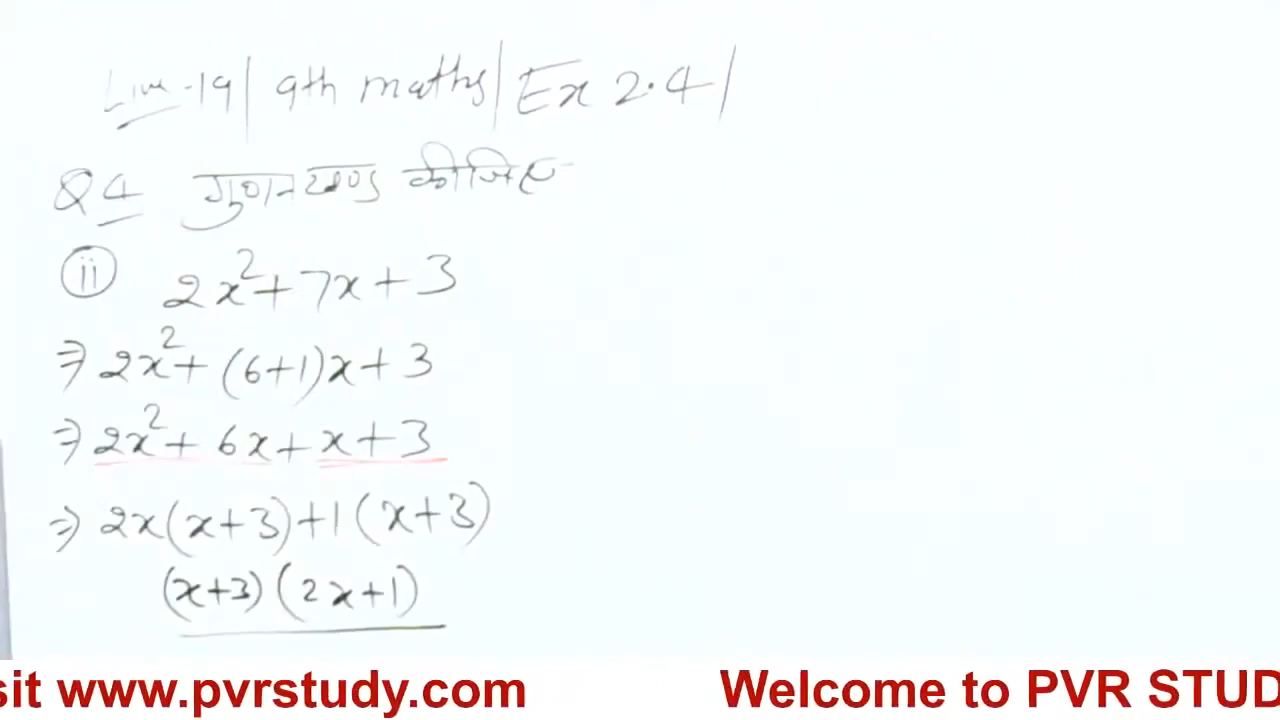 Live-19 | 9th maths | Ex 2.4 |
Q4 गुणनखण्ड कीजिए
ii 2x²+7x+3
⇒ 2x²+(6+1)x+3
⇒ 2x²+6x+x+3
⇒ 2x(x+3)+1(x+3)
(x+3)(2x+1)
sit www.pvrstudy.com Welcome to PVR STUD